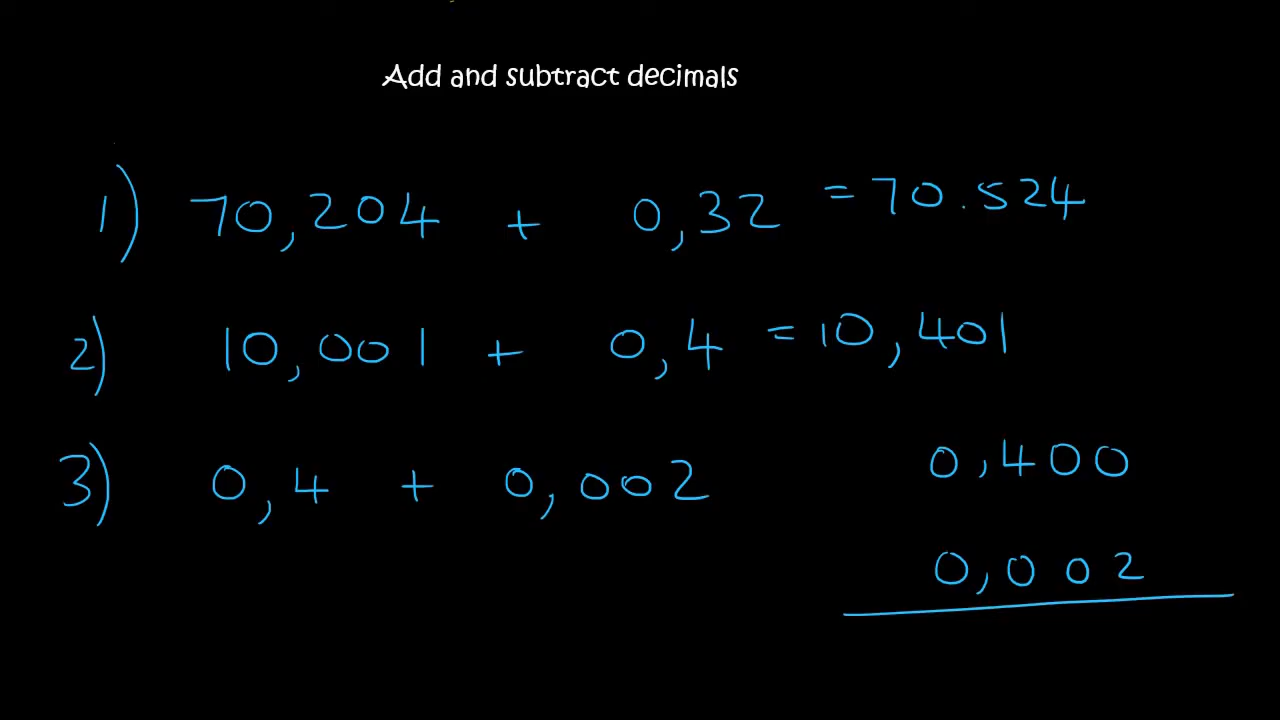 Add and subtract decimals
1) 70,204 + 0,32 = 70.524
2) 10,001 + 0,4 = 10,401
3) 0,4 + 0,002
0,400
0,002